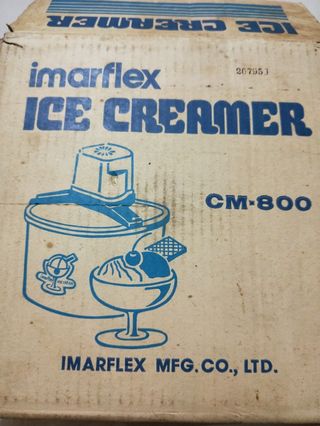 ICE CREAMER
imarflex
267951
ICE CREAMER
CM-800
IMARFLEX MFG. CO., LTD.